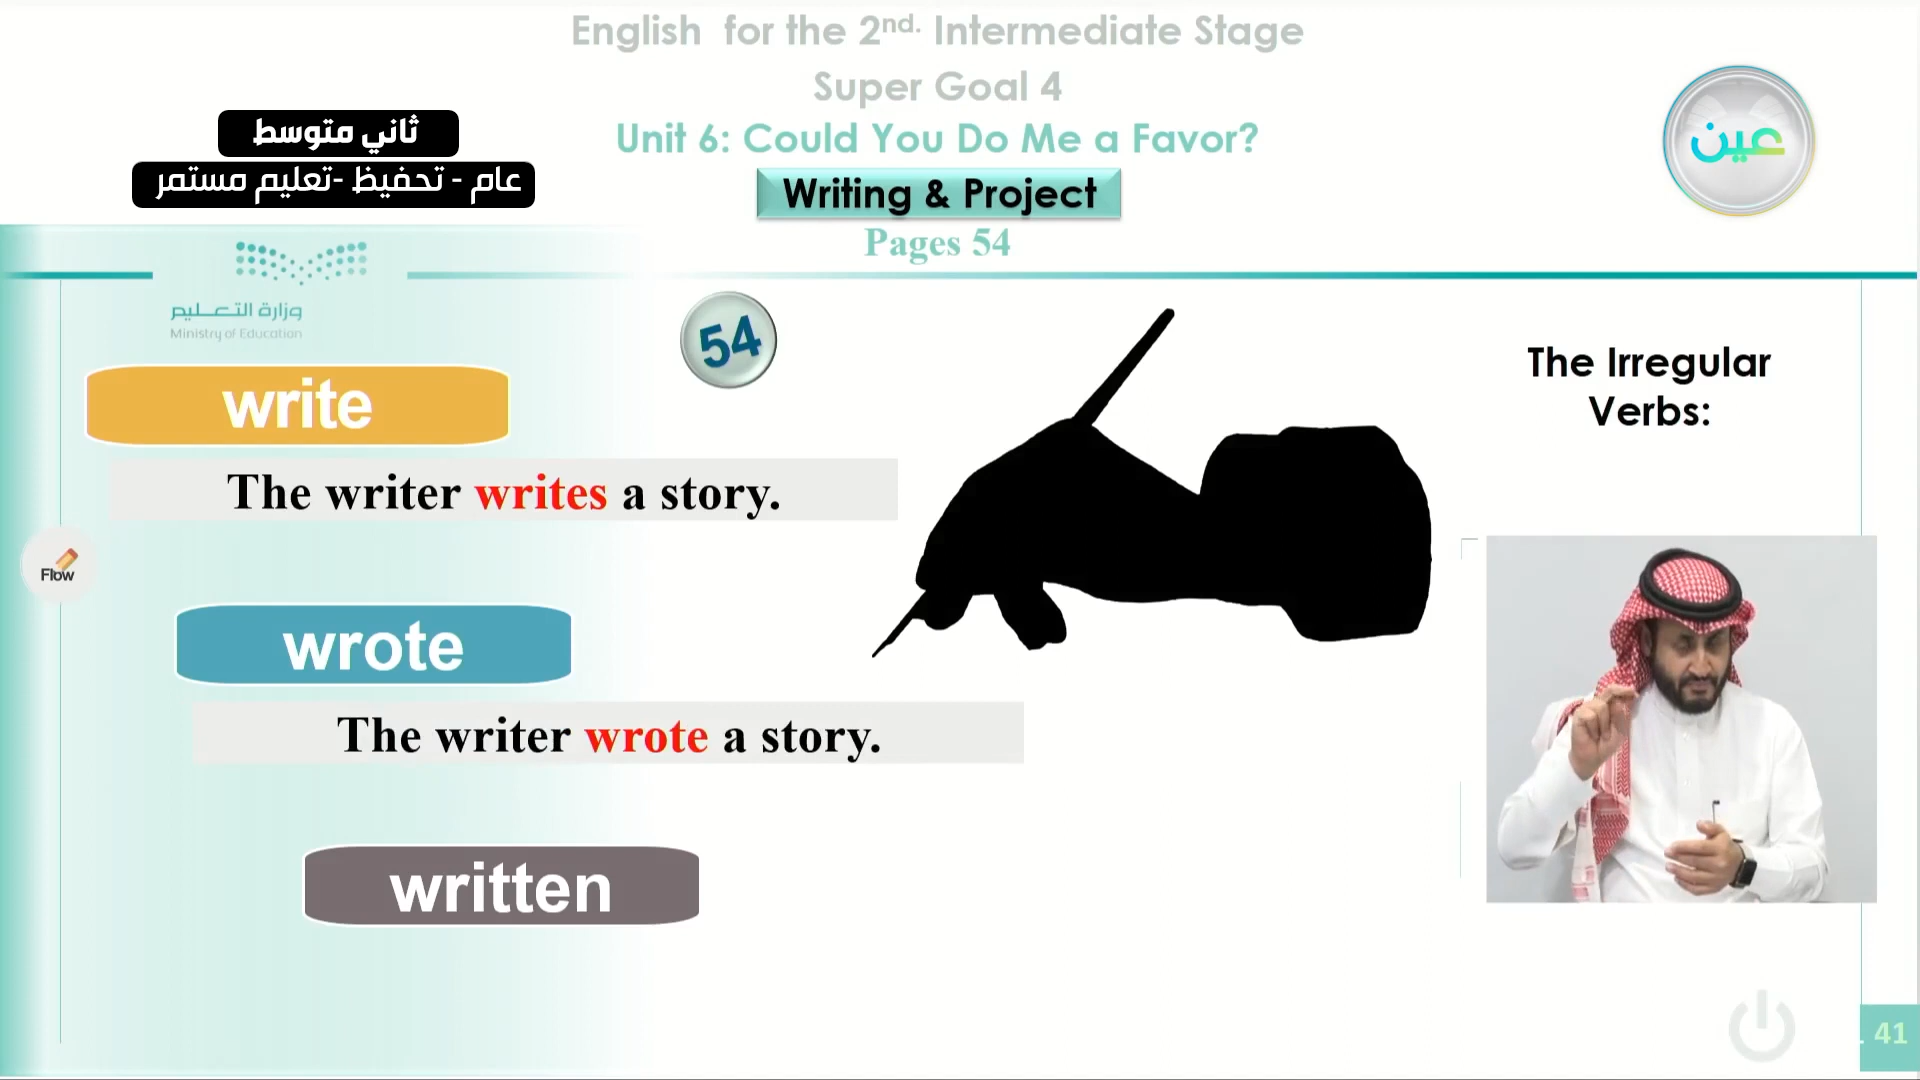 English for the 2nd. Intermediate Stage
Super Goal 4
Unit 6: Could You Do Me a Favor?
Writing & Project
Pages 54
ثاني متوسط
عام - تحفيظ -تعليم مستمر
عين
وزارة التعليم
Ministry of Education
54
The Irregular
Verbs:
write
The writer writes a story.
Flow
wrote
The writer wrote a story.
written
41